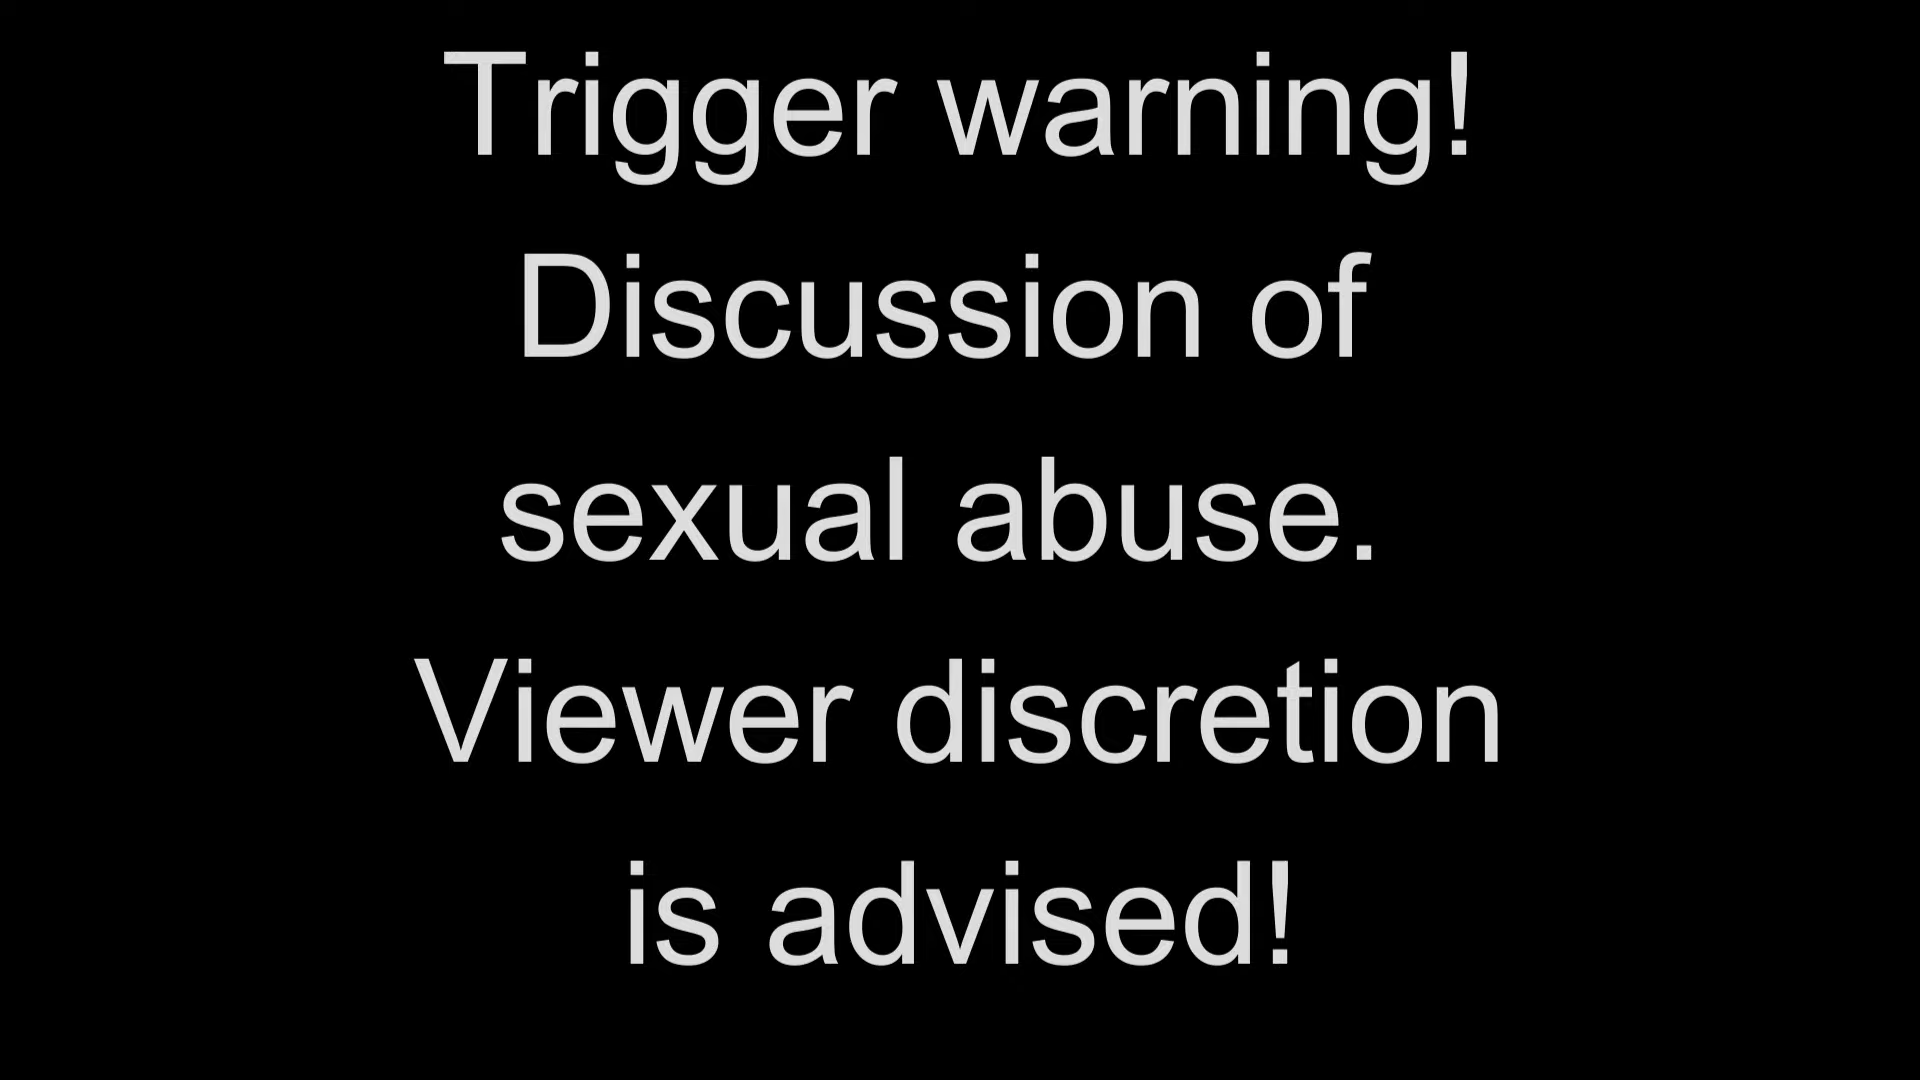 Trigger warning!
Discussion of
sexual abuse.
Viewer discretion
is advised!